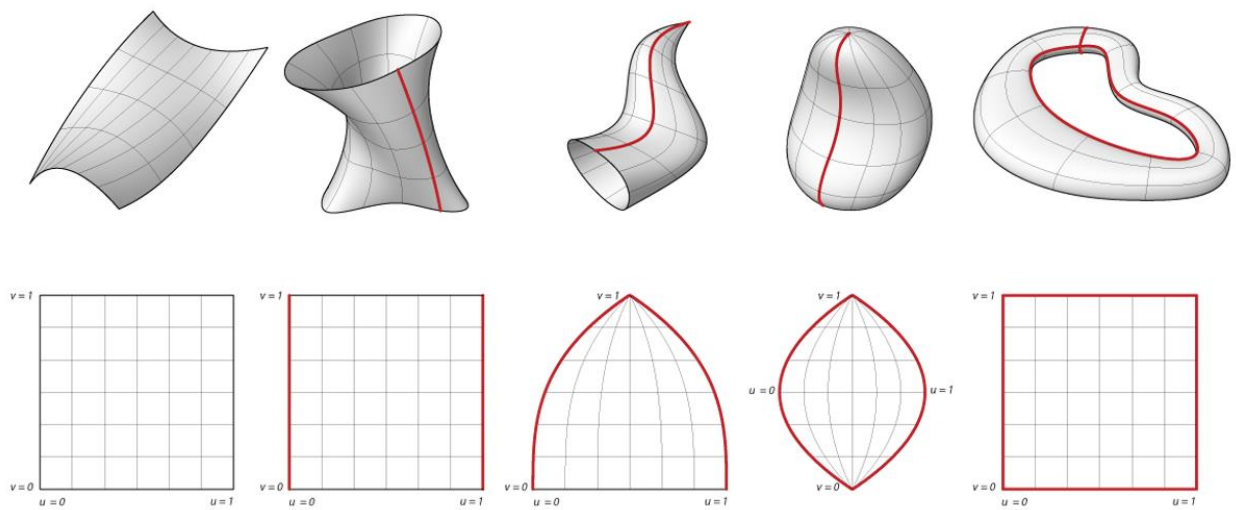 v = 1
v = 0
u = 0
u = 1
v = 1
v = 0
u = 0
u = 1
v = 1
v = 0
u = 0
u = 1
v = 1
u = 0
u = 1
v = 0
v = 1
v = 0
u = 0
u = 1